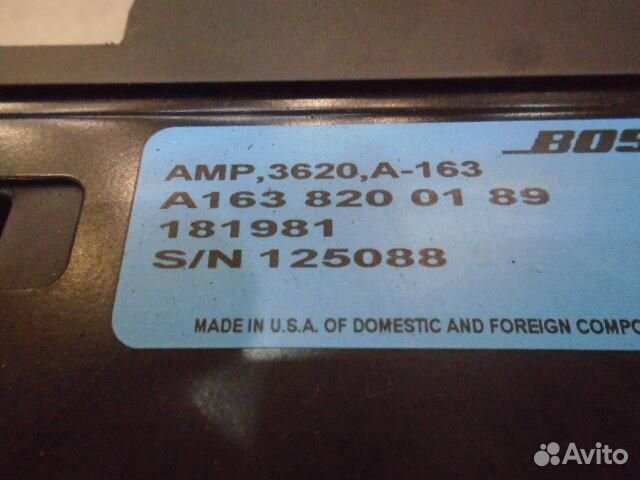 BOS
AMP,3620,A-163
A163 820 01 89
181981
S/N 125088
MADE IN U.S.A. OF DOMESTIC AND FOREIGN COMPO
Avito